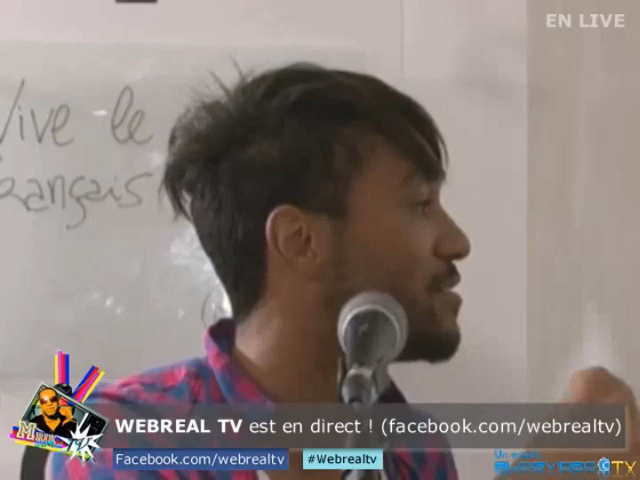 EN LIVE
Vive le
français
WEBREAL TV est en direct ! (facebook.com/webrealtv)
Facebook.com/webrealtv
#Webrealtv